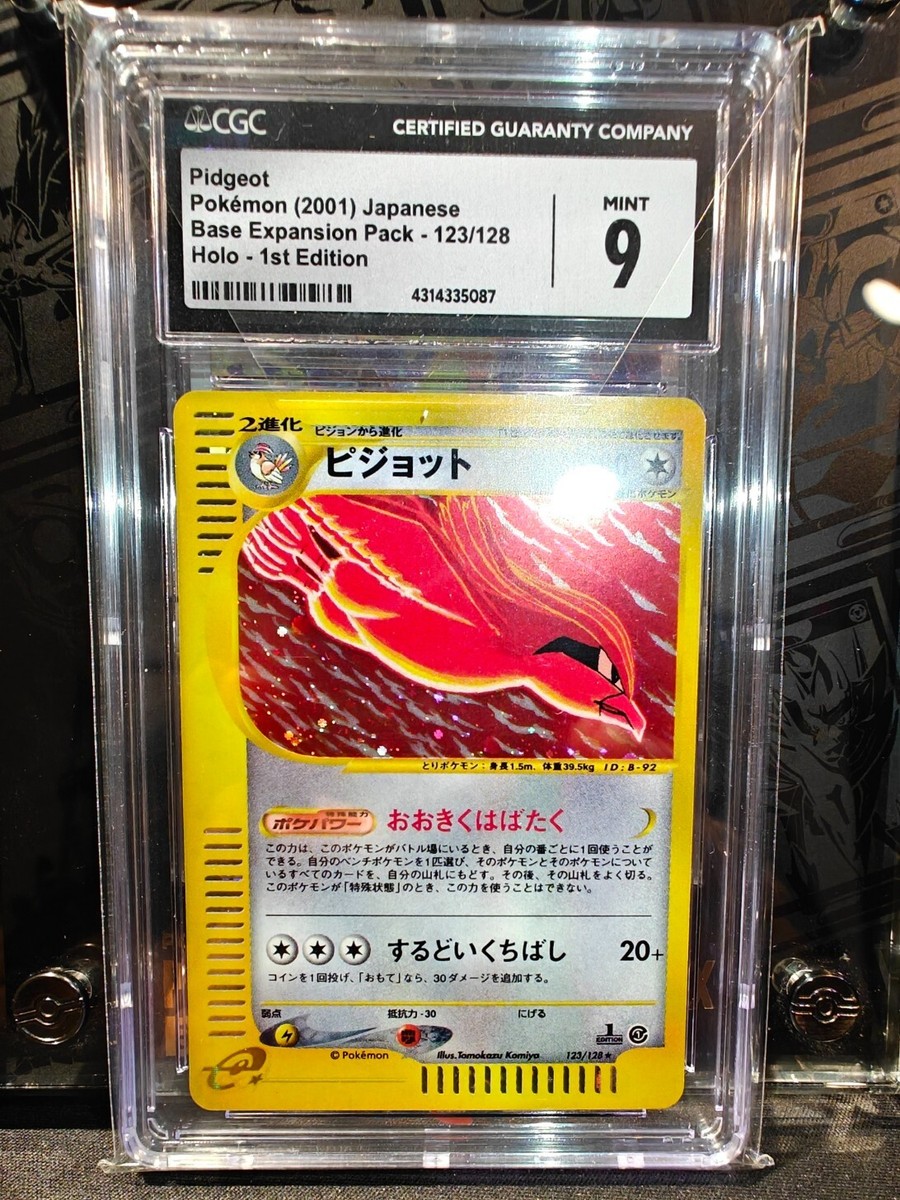 CGC
CERTIFIED GUARANTY COMPANY
Pidgeot
Pokémon (2001) Japanese
Base Expansion Pack - 123/128
Holo - 1st Edition
MINT
9
4314335087
2進化
ピジョンから進化
ピジョット
とりポケモン：身長1.5m、体重39.5kg ID：B-92
特殊能力
ポケパワー
おおきくはばたく
この力は、このポケモンがバトル場にいるとき、自分の番ごとに1回使うことが
できる。自分のベンチポケモンを1匹選び、そのポケモンとそのポケモンについて
いるすべてのカードを、自分の山札にもどす。その後、その山札をよく切る。
このポケモンが「特殊状態」のとき、この力を使うことはできない。
するどいくちばし 20+
コインを1回投げ、「おもて」なら、30ダメージを追加する。
弱点 抵抗力 -30 にげる
1
EDITION
© Pokémon Illus.Tomokazu Komiya 123/128 ★
e